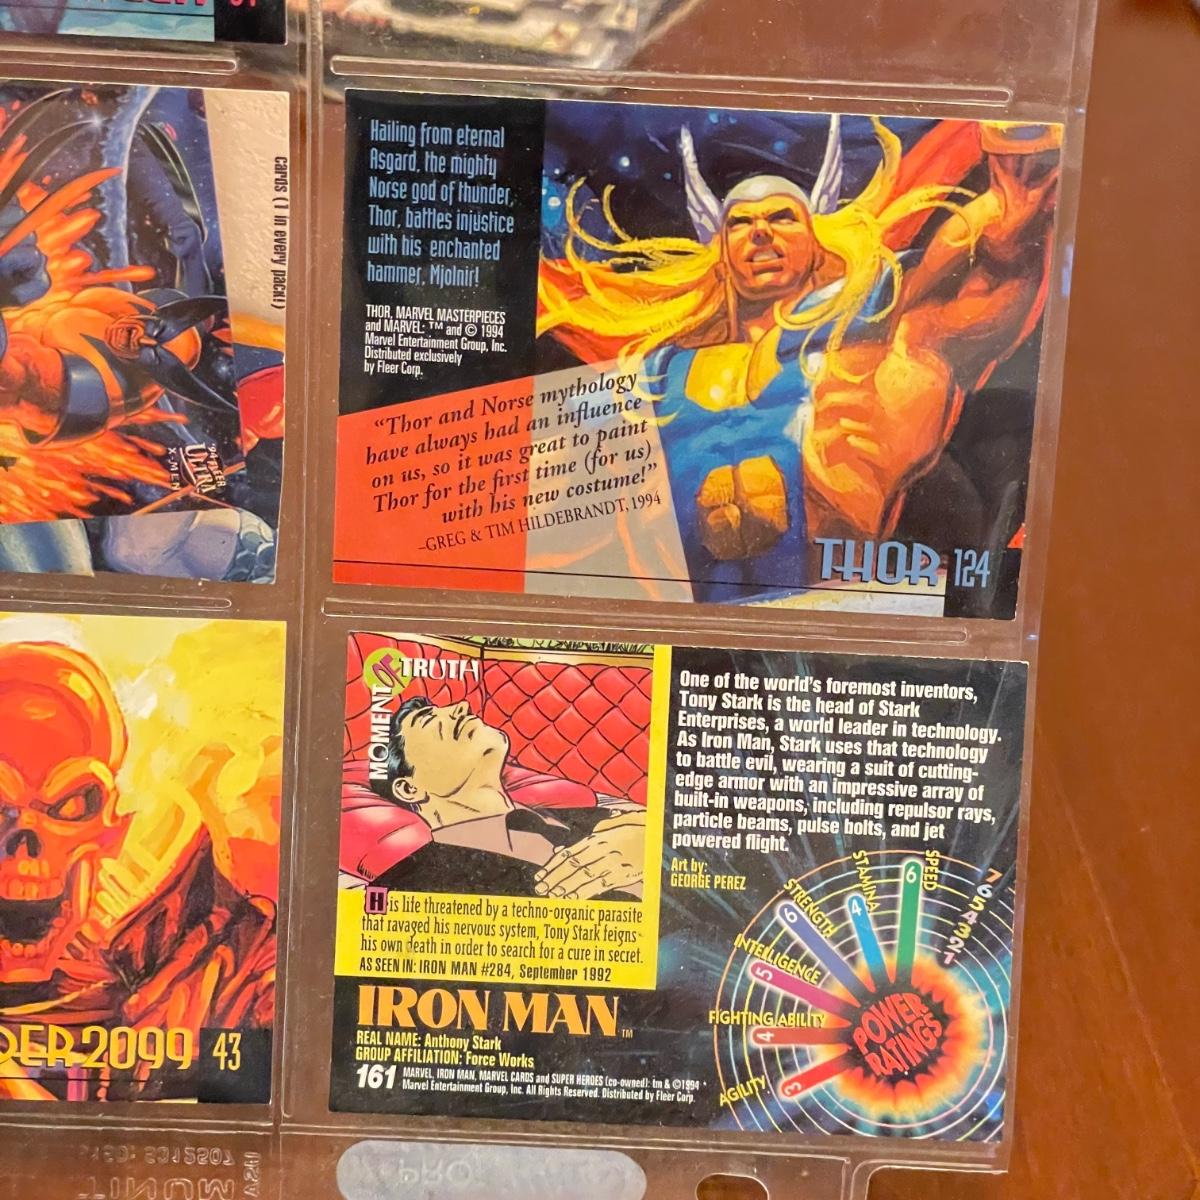 cards (1 in every pack!)
'94 FLEER
ULTRA
X-MEN
Hailing from eternal
Asgard, the mighty
Norse god of thunder,
Thor, battles injustice
with his enchanted
hammer, Mjolnir!
THOR, MARVEL MASTERPIECES
and MARVEL: ™ and © 1994
Marvel Entertainment Group, Inc.
Distributed exclusively
by Fleer Corp.
“Thor and Norse mythology
have always had an influence
on us, so it was great to paint
Thor for the first time (for us)
with his new costume!”
–GREG & TIM HILDEBRANDT, 1994
THOR 124
2099 43
MOMENT OF TRUTH
His life threatened by a techno-organic parasite
that ravaged his nervous system, Tony Stark feigns
his own death in order to search for a cure in secret.
AS SEEN IN: IRON MAN #284, September 1992
IRON MAN™
REAL NAME: Anthony Stark
GROUP AFFILIATION: Force Works
161 MARVEL, IRON MAN, MARVEL CARDS and SUPER HEROES (co-owned): tm & ©1994
Marvel Entertainment Group, Inc. All Rights Reserved. Distributed by Fleer Corp.
One of the world's foremost inventors,
Tony Stark is the head of Stark
Enterprises, a world leader in technology.
As Iron Man, Stark uses that technology
to battle evil, wearing a suit of cutting-
edge armor with an impressive array of
built-in weapons, including repulsor rays,
particle beams, pulse bolts, and jet
powered flight.
Art by:
GEORGE PEREZ
SPEED 6
STAMINA 4
STRENGTH 6
INTELLIGENCE 5
FIGHTING ABILITY 4
AGILITY 3
7
6
5
4
3
2
1
POWER
RATINGS